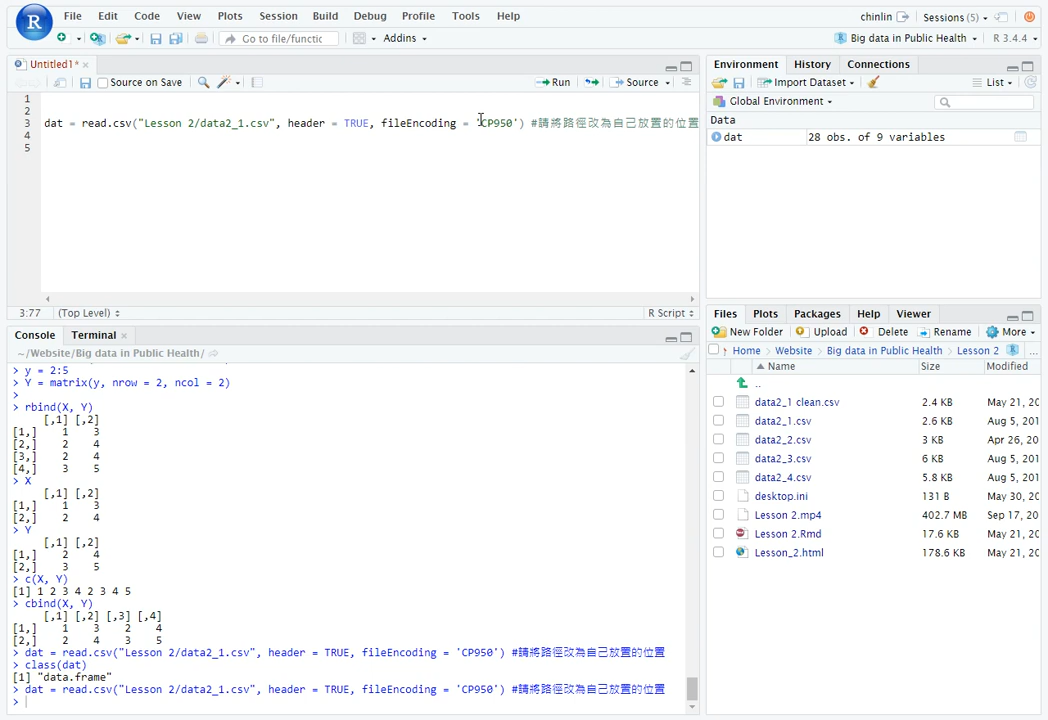 File Edit Code View Plots Session Build Debug Profile Tools Help
chinlin Sessions (5)
Go to file/functic Addins
Big data in Public Health R 3.4.4
Untitled1*
Source on Save Run Source
1
2
3 dat = read.csv("Lesson 2/data2_1.csv", header = TRUE, fileEncoding = 'CP950') #請將路徑改為自己放置的位置
4
5
3:77 (Top Level) R Script
Console Terminal
~/Website/Big data in Public Health/
> y = 2:5
> Y = matrix(y, nrow = 2, ncol = 2)
>
> rbind(X, Y)
[,1] [,2]
[1,] 1 3
[2,] 2 4
[3,] 2 4
[4,] 3 5
> X
[,1] [,2]
[1,] 1 3
[2,] 2 4
> Y
[,1] [,2]
[1,] 2 4
[2,] 3 5
> c(X, Y)
[1] 1 2 3 4 2 3 4 5
> cbind(X, Y)
[,1] [,2] [,3] [,4]
[1,] 1 3 2 4
[2,] 2 4 3 5
> dat = read.csv("Lesson 2/data2_1.csv", header = TRUE, fileEncoding = 'CP950') #請將路徑改為自己放置的位置
> class(dat)
[1] "data.frame"
> dat = read.csv("Lesson 2/data2_1.csv", header = TRUE, fileEncoding = 'CP950') #請將路徑改為自己放置的位置
>
Environment History Connections
Import Dataset List
Global Environment
Data
dat 28 obs. of 9 variables
Files Plots Packages Help Viewer
New Folder Upload Delete Rename More
Home Website Big data in Public Health Lesson 2 ...
Name Size Modified
..
data2_1 clean.csv 2.4 KB May 21, 20
data2_1.csv 2.6 KB Aug 5, 201
data2_2.csv 3 KB Apr 26, 20
data2_3.csv 6 KB Aug 5, 201
data2_4.csv 5.8 KB Aug 5, 201
desktop.ini 131 B May 30, 20
Lesson 2.mp4 402.7 MB Sep 17, 20
Lesson 2.Rmd 17.6 KB May 21, 20
Lesson_2.html 178.6 KB May 21, 20